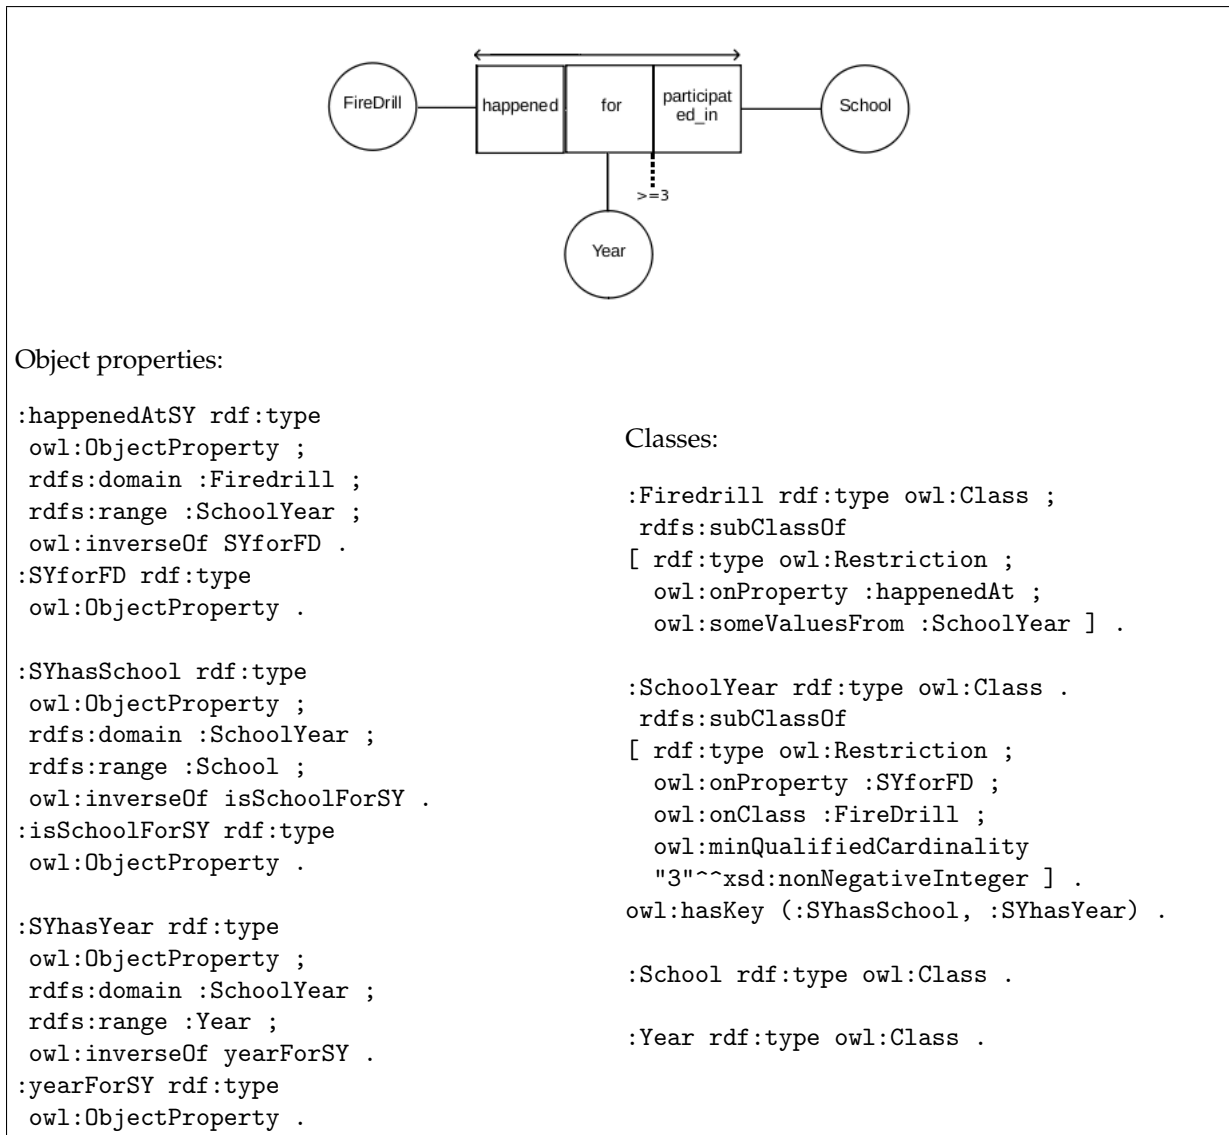 FireDrill
happened
for
participat
ed_in
School
>=3
Year
Object properties:
:happenedAtSY rdf:type
owl:ObjectProperty ;
rdfs:domain :Firedrill ;
rdfs:range :SchoolYear ;
owl:inverseOf SYforFD .
:SYforFD rdf:type
owl:ObjectProperty .
:SYhasSchool rdf:type
owl:ObjectProperty ;
rdfs:domain :SchoolYear ;
rdfs:range :School ;
owl:inverseOf isSchoolForSY .
:isSchoolForSY rdf:type
owl:ObjectProperty .
:SYhasYear rdf:type
owl:ObjectProperty ;
rdfs:domain :SchoolYear ;
rdfs:range :Year ;
owl:inverseOf yearForSY .
:yearForSY rdf:type
owl:ObjectProperty .
Classes:
:Firedrill rdf:type owl:Class ;
rdfs:subClassOf
[ rdf:type owl:Restriction ;
owl:onProperty :happenedAt ;
owl:someValuesFrom :SchoolYear ] .
:SchoolYear rdf:type owl:Class .
rdfs:subClassOf
[ rdf:type owl:Restriction ;
owl:onProperty :SYforFD ;
owl:onClass :FireDrill ;
owl:minQualifiedCardinality
"3"^^xsd:nonNegativeInteger ] .
owl:hasKey (:SYhasSchool, :SYhasYear) .
:School rdf:type owl:Class .
:Year rdf:type owl:Class .